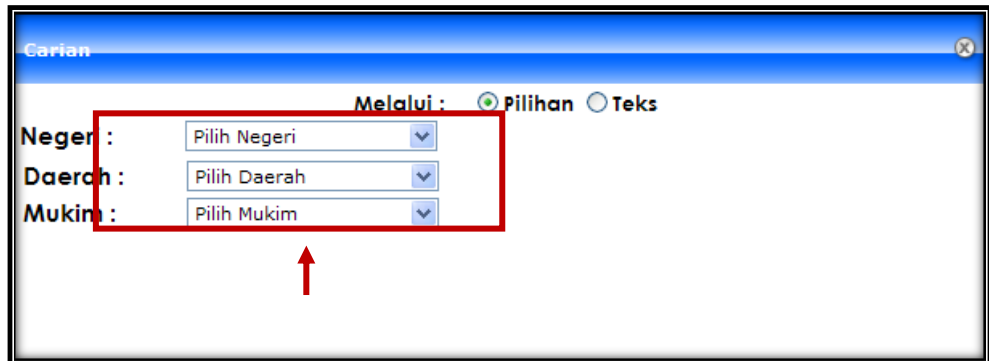 Carian
Melalui : Pilihan Teks
Negeri : Pilih Negeri
Daerah : Pilih Daerah
Mukim : Pilih Mukim